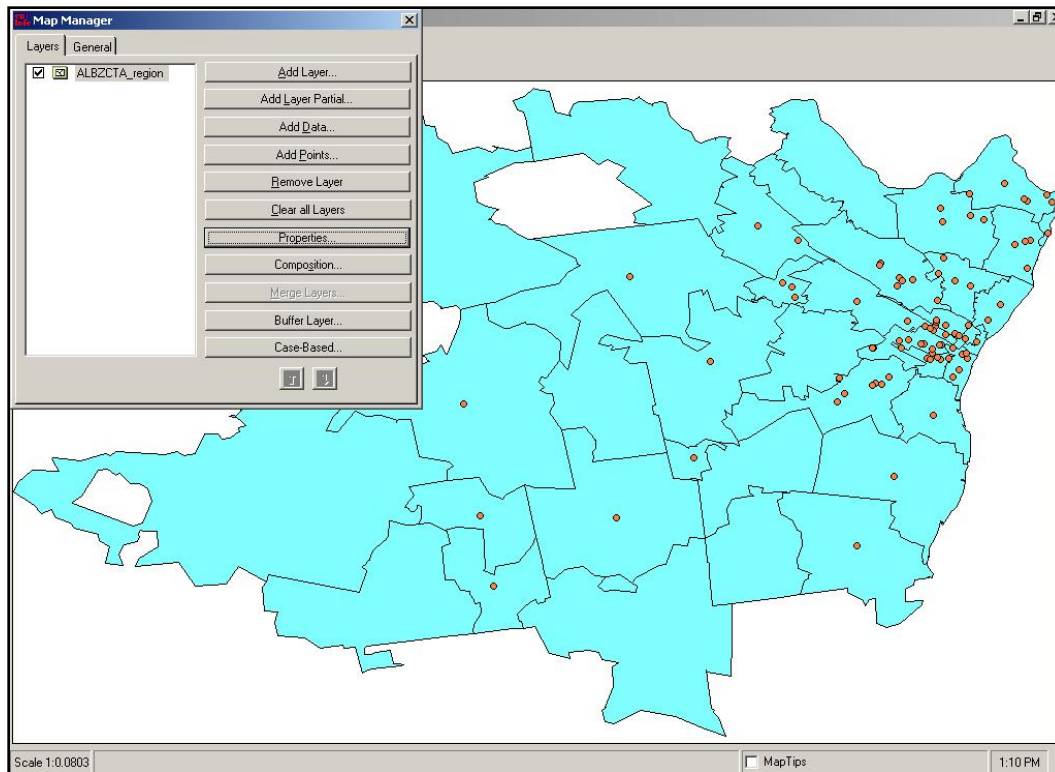 Map Manager
Layers General
ALBZCTA_region
Add Layer...
Add Layer Partial...
Add Data...
Add Points...
Remove Layer
Clear all Layers
Properties...
Composition...
Merge Layers...
Buffer Layer...
Case-Based...
Scale 1:0.0803
MapTips
1:10 PM